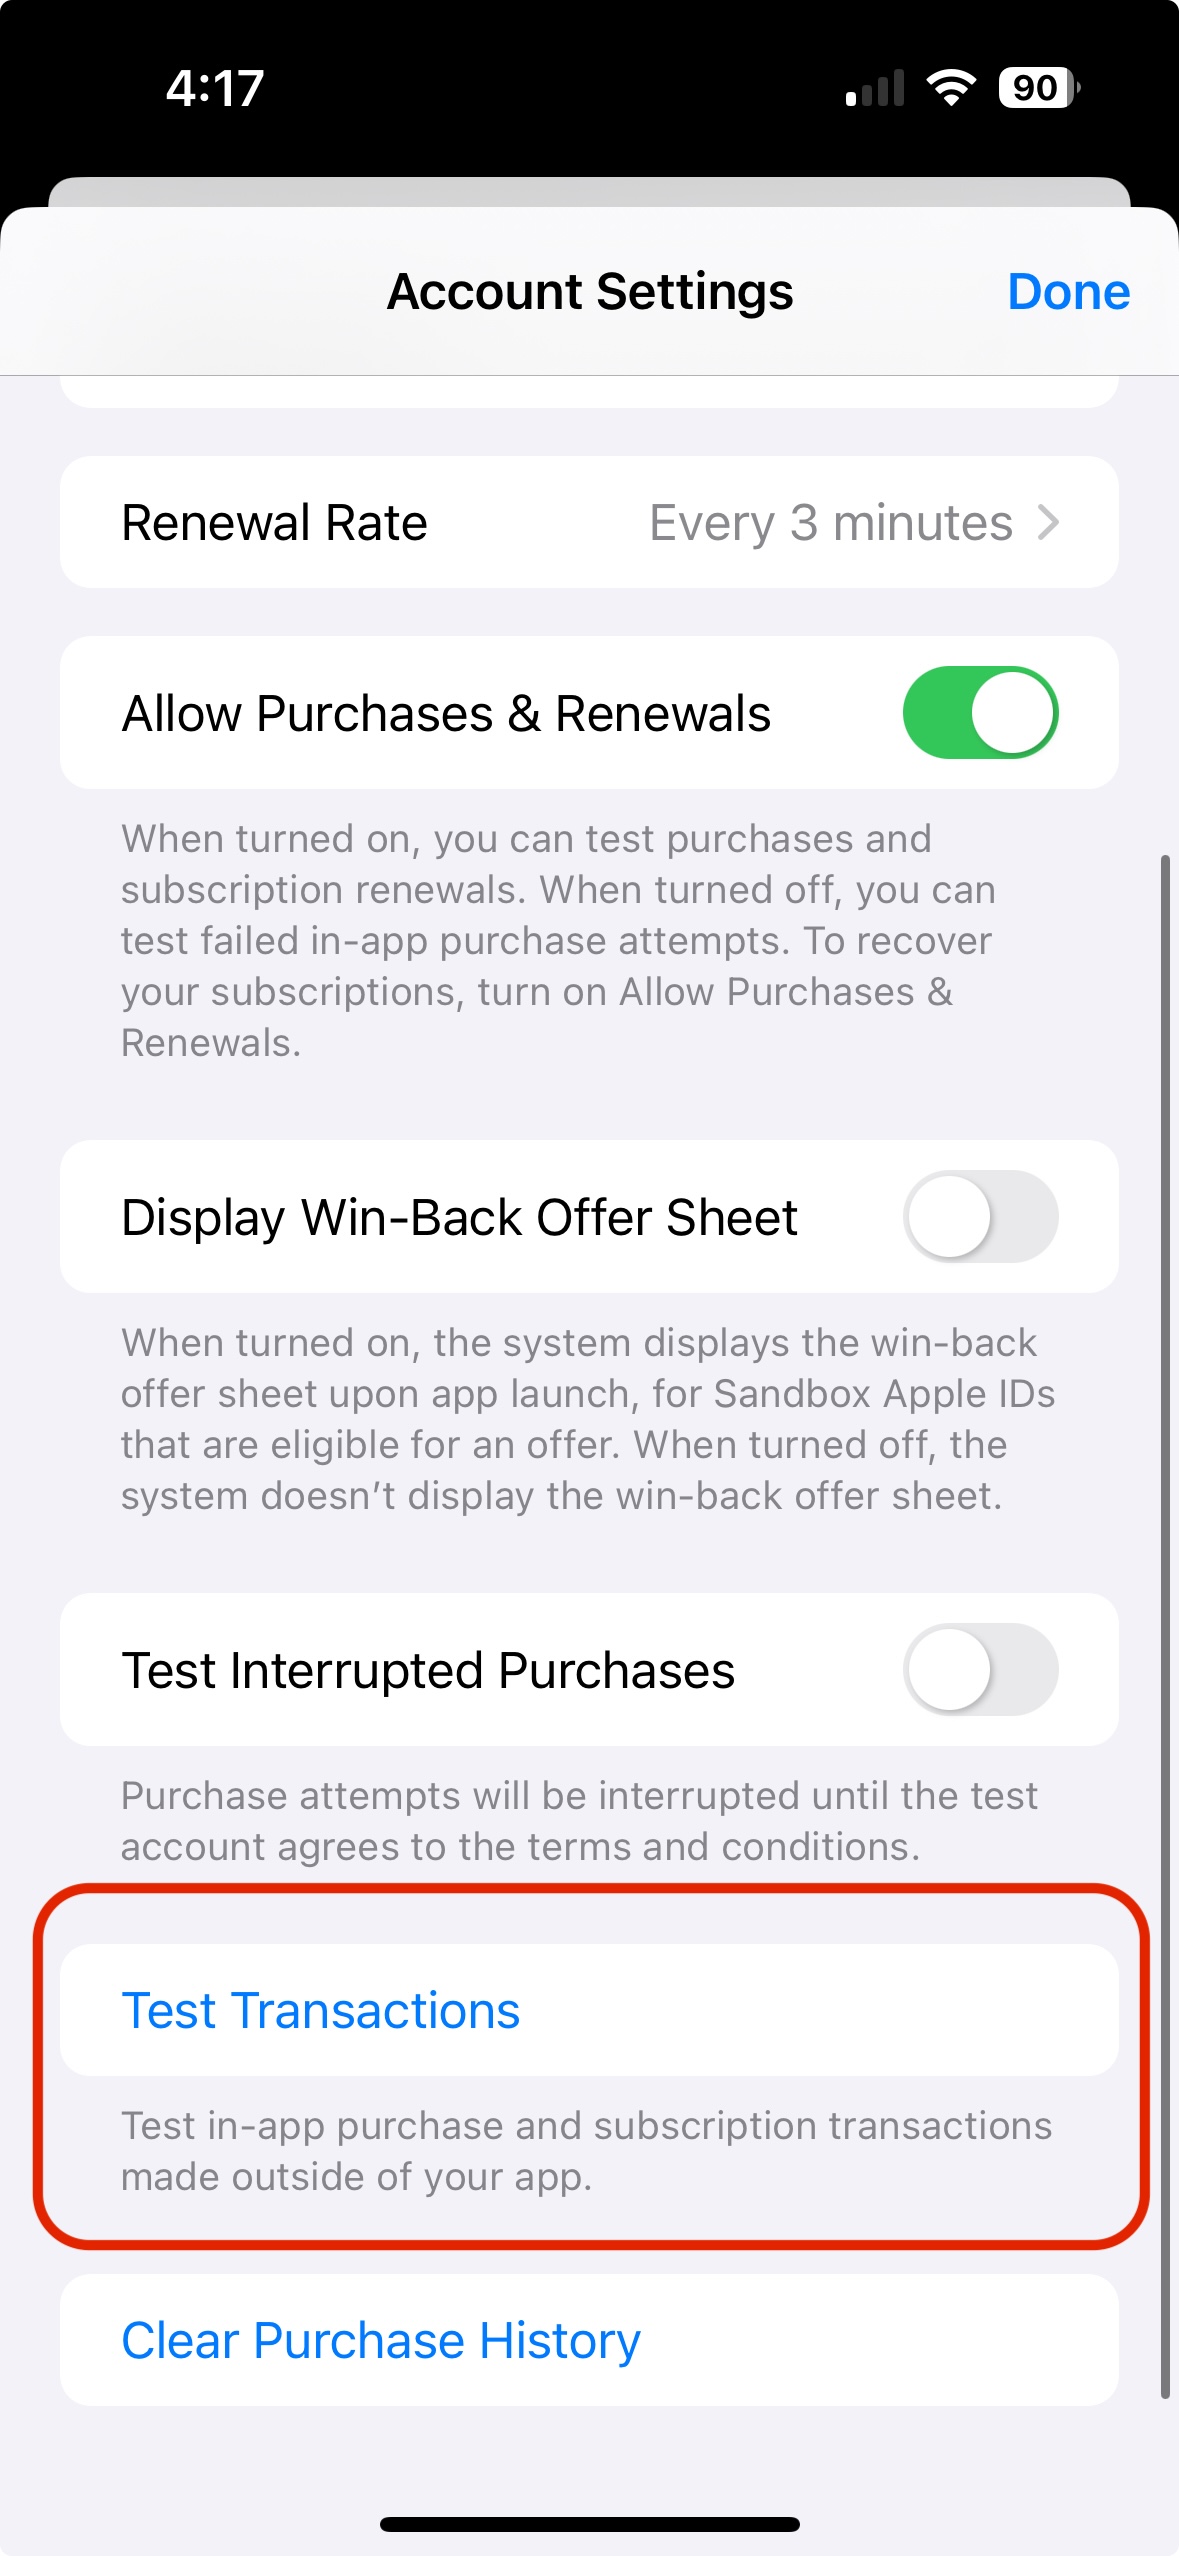 4:17
90
Account Settings
Done
Renewal Rate
Every 3 minutes
Allow Purchases & Renewals
When turned on, you can test purchases and
subscription renewals. When turned off, you can
test failed in-app purchase attempts. To recover
your subscriptions, turn on Allow Purchases &
Renewals.
Display Win-Back Offer Sheet
When turned on, the system displays the win-back
offer sheet upon app launch, for Sandbox Apple IDs
that are eligible for an offer. When turned off, the
system doesn’t display the win-back offer sheet.
Test Interrupted Purchases
Purchase attempts will be interrupted until the test
account agrees to the terms and conditions.
Test Transactions
Test in-app purchase and subscription transactions
made outside of your app.
Clear Purchase History